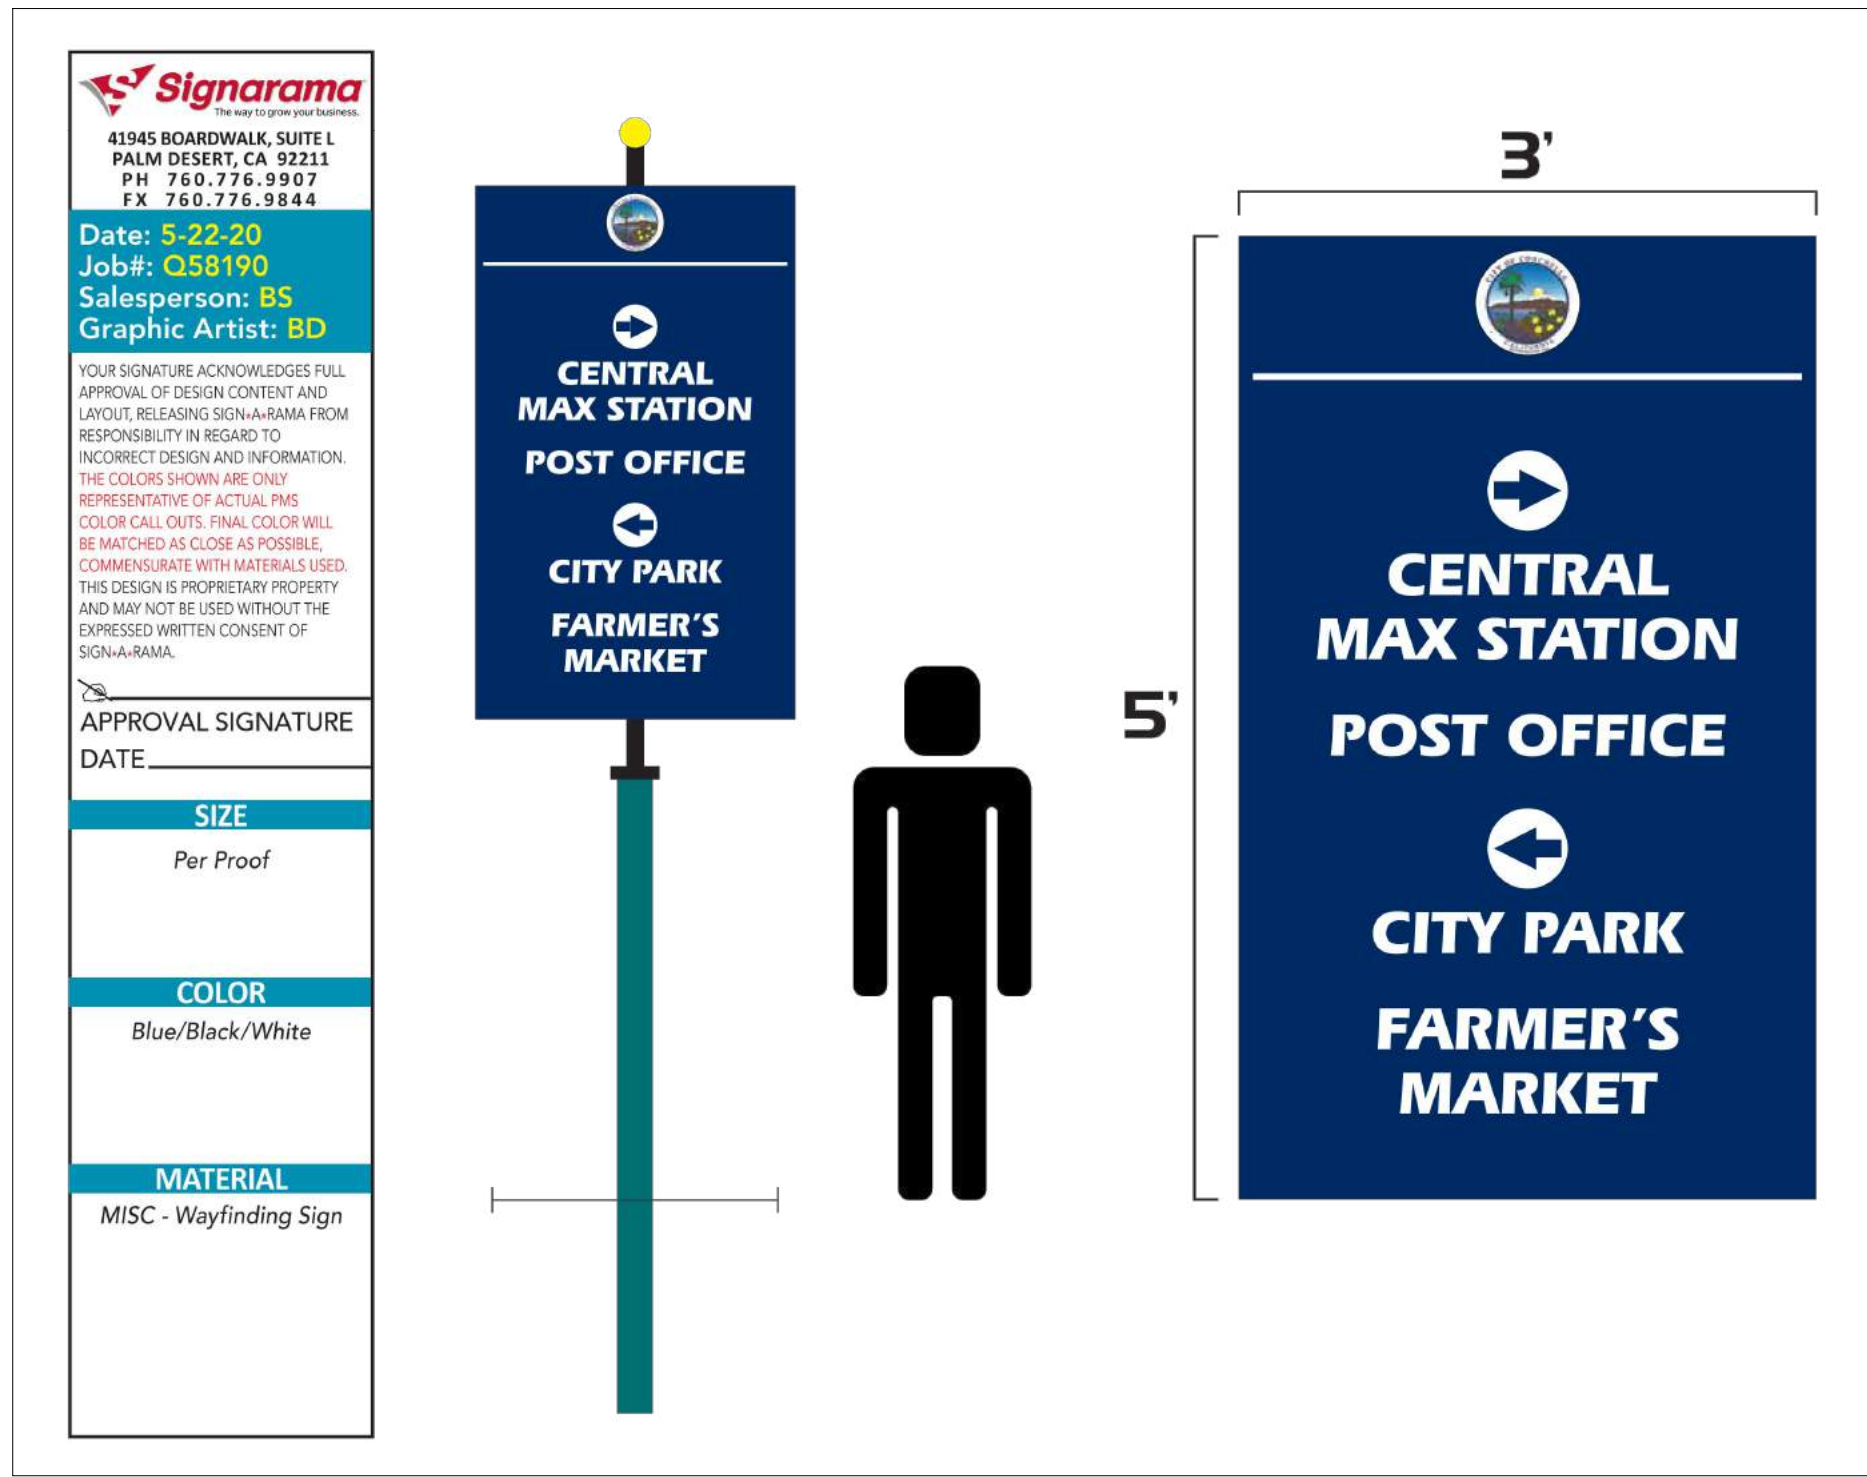 Signarama
The way to grow your business.
41945 BOARDWALK, SUITE L
PALM DESERT, CA 92211
PH 760.776.9907
FX 760.776.9844
Date: 5-22-20
Job#: Q58190
Salesperson: BS
Graphic Artist: BD
YOUR SIGNATURE ACKNOWLEDGES FULL
APPROVAL OF DESIGN CONTENT AND
LAYOUT, RELEASING SIGN★A★RAMA FROM
RESPONSIBILITY IN REGARD TO
INCORRECT DESIGN AND INFORMATION.
THE COLORS SHOWN ARE ONLY
REPRESENTATIVE OF ACTUAL PMS
COLOR CALL OUTS. FINAL COLOR WILL
BE MATCHED AS CLOSE AS POSSIBLE,
COMMENSURATE WITH MATERIALS USED.
THIS DESIGN IS PROPRIETARY PROPERTY
AND MAY NOT BE USED WITHOUT THE
EXPRESSED WRITTEN CONSENT OF
SIGN★A★RAMA.
APPROVAL SIGNATURE
DATE
SIZE
Per Proof
COLOR
Blue/Black/White
MATERIAL
MISC - Wayfinding Sign
CENTRAL
MAX STATION
POST OFFICE
CITY PARK
FARMER'S
MARKET
3'
5'
CITY OF COACHELLA
CALIFORNIA
CENTRAL
MAX STATION
POST OFFICE
CITY PARK
FARMER'S
MARKET